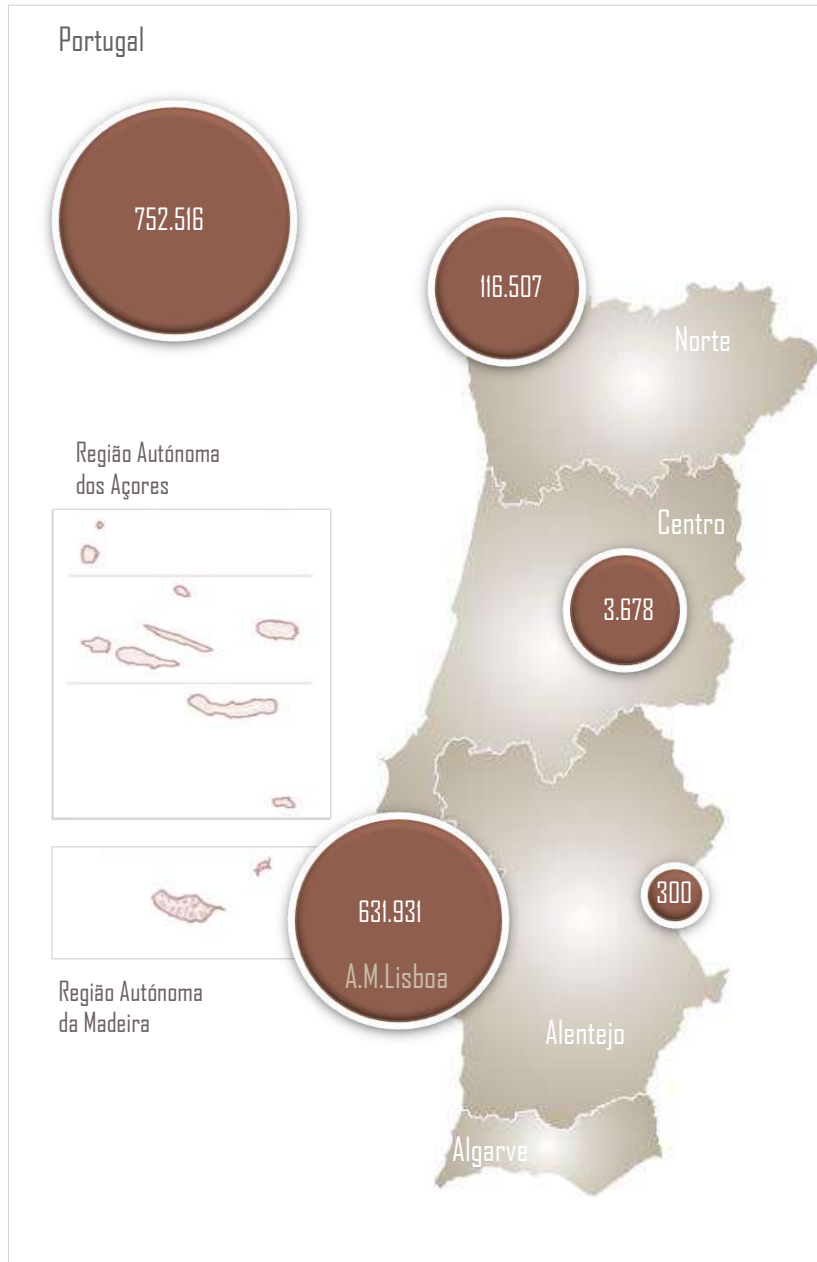 Portugal
752.516
116.507
Norte
Região Autónoma
dos Açores
Centro
3.678
300
631.931
A.M.Lisboa
Região Autónoma
da Madeira
Alentejo
Algarve